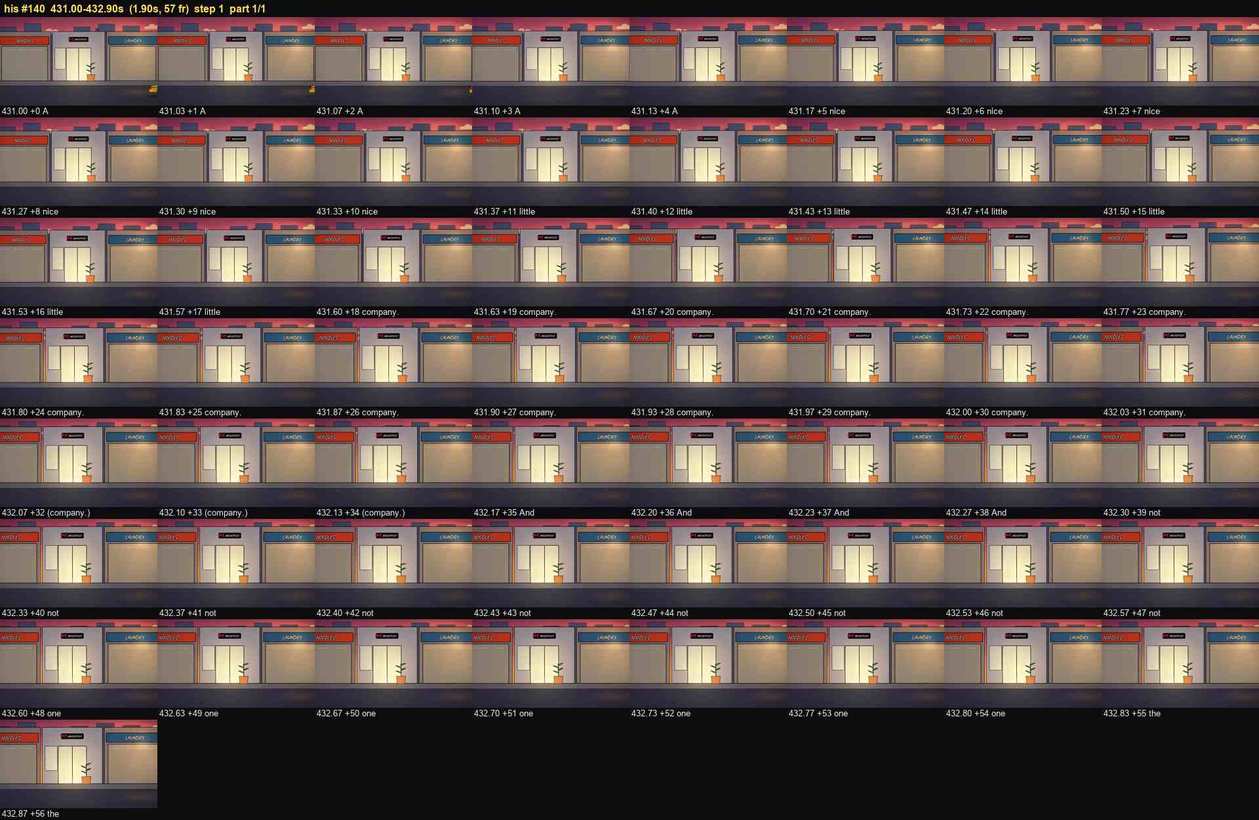 his #140 431.00-432.90s (1.90s, 57 fr) step 1 part 1/1
431.00 +0 A
431.03 +1 A
431.07 +2 A
431.10 +3 A
431.13 +4 A
431.17 +5 nice
431.20 +6 nice
431.23 +7 nice
431.27 +8 nice
431.30 +9 nice
431.33 +10 nice
431.37 +11 little
431.40 +12 little
431.43 +13 little
431.47 +14 little
431.50 +15 little
431.53 +16 little
431.57 +17 little
431.60 +18 company.
431.63 +19 company.
431.67 +20 company.
431.70 +21 company.
431.73 +22 company.
431.77 +23 company.
431.80 +24 company.
431.83 +25 company.
431.87 +26 company.
431.90 +27 company.
431.93 +28 company.
431.97 +29 company.
432.00 +30 company.
432.03 +31 company.
432.07 +32 (company.)
432.10 +33 (company.)
432.13 +34 (company.)
432.17 +35 And
432.20 +36 And
432.23 +37 And
432.27 +38 And
432.30 +39 not
432.33 +40 not
432.37 +41 not
432.40 +42 not
432.43 +43 not
432.47 +44 not
432.50 +45 not
432.53 +46 not
432.57 +47 not
432.60 +48 one
432.63 +49 one
432.67 +50 one
432.70 +51 one
432.73 +52 one
432.77 +53 one
432.80 +54 one
432.83 +55 the
432.87 +56 the